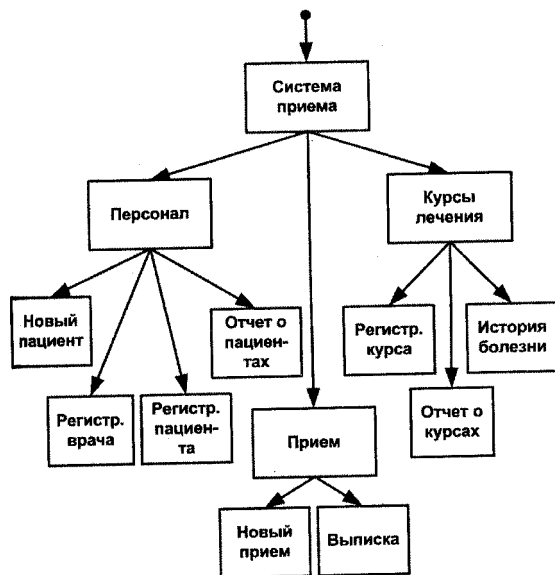 Система
приема
Персонал
Курсы
лечения
Новый
пациент
Отчет о
пациен-
тах
Регистр.
курса
История
болезни
Регистр.
врача
Регистр.
пациен-
та
Прием
Отчет о
курсах
Новый
прием
Выписка